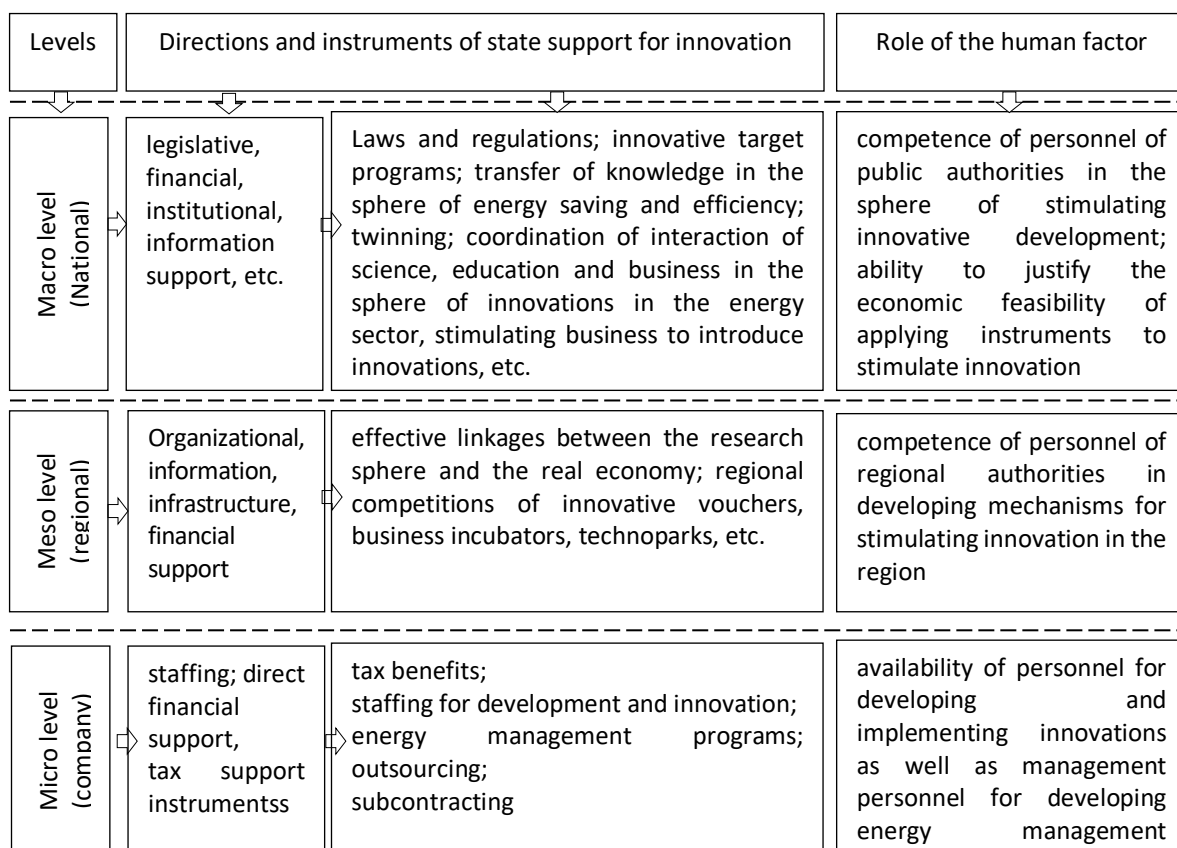 Levels
Directions and instruments of state support for innovation
Role of the human factor
Macro level
(National)
legislative,
financial,
institutional,
information
support, etc.
Laws and regulations; innovative target
programs; transfer of knowledge in the
sphere of energy saving and efficiency;
twinning; coordination of interaction of
science, education and business in the
sphere of innovations in the energy
sector, stimulating business to introduce
innovations, etc.
competence of personnel of
public authorities in the
sphere of stimulating
innovative development;
ability to justify the
economic feasibility of
applying instruments to
stimulate innovation
Meso level
(regional)
Organizational,
information,
infrastructure,
financial
support
effective linkages between the research
sphere and the real economy; regional
competitions of innovative vouchers,
business incubators, technoparks, etc.
competence of personnel of
regional authorities in
developing mechanisms for
stimulating innovation in the
region
Micro level
(company)
staffing; direct
financial
support,
tax support
instrumentss
tax benefits;
staffing for development and innovation;
energy management programs;
outsourcing;
subcontracting
availability of personnel for
developing and
implementing innovations
as well as management
personnel for developing
energy management